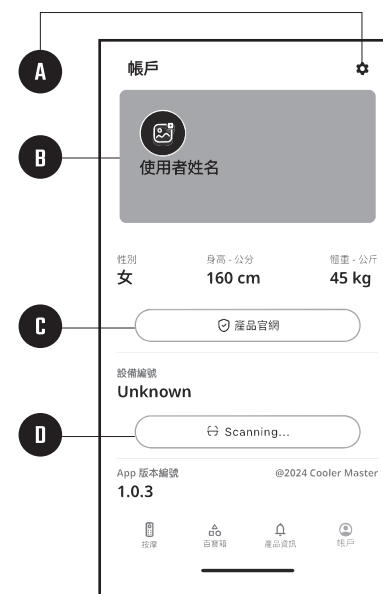 A
帳戶
B
使用者姓名
性別
身高 - 公分
體重 - 公斤
女
160 cm
45 kg
C
產品官網
設備編號
Unknown
D
Scanning...
App 版本編號
@2024 Cooler Master
1.0.3
按摩
百寶箱
產品資訊
帳戶